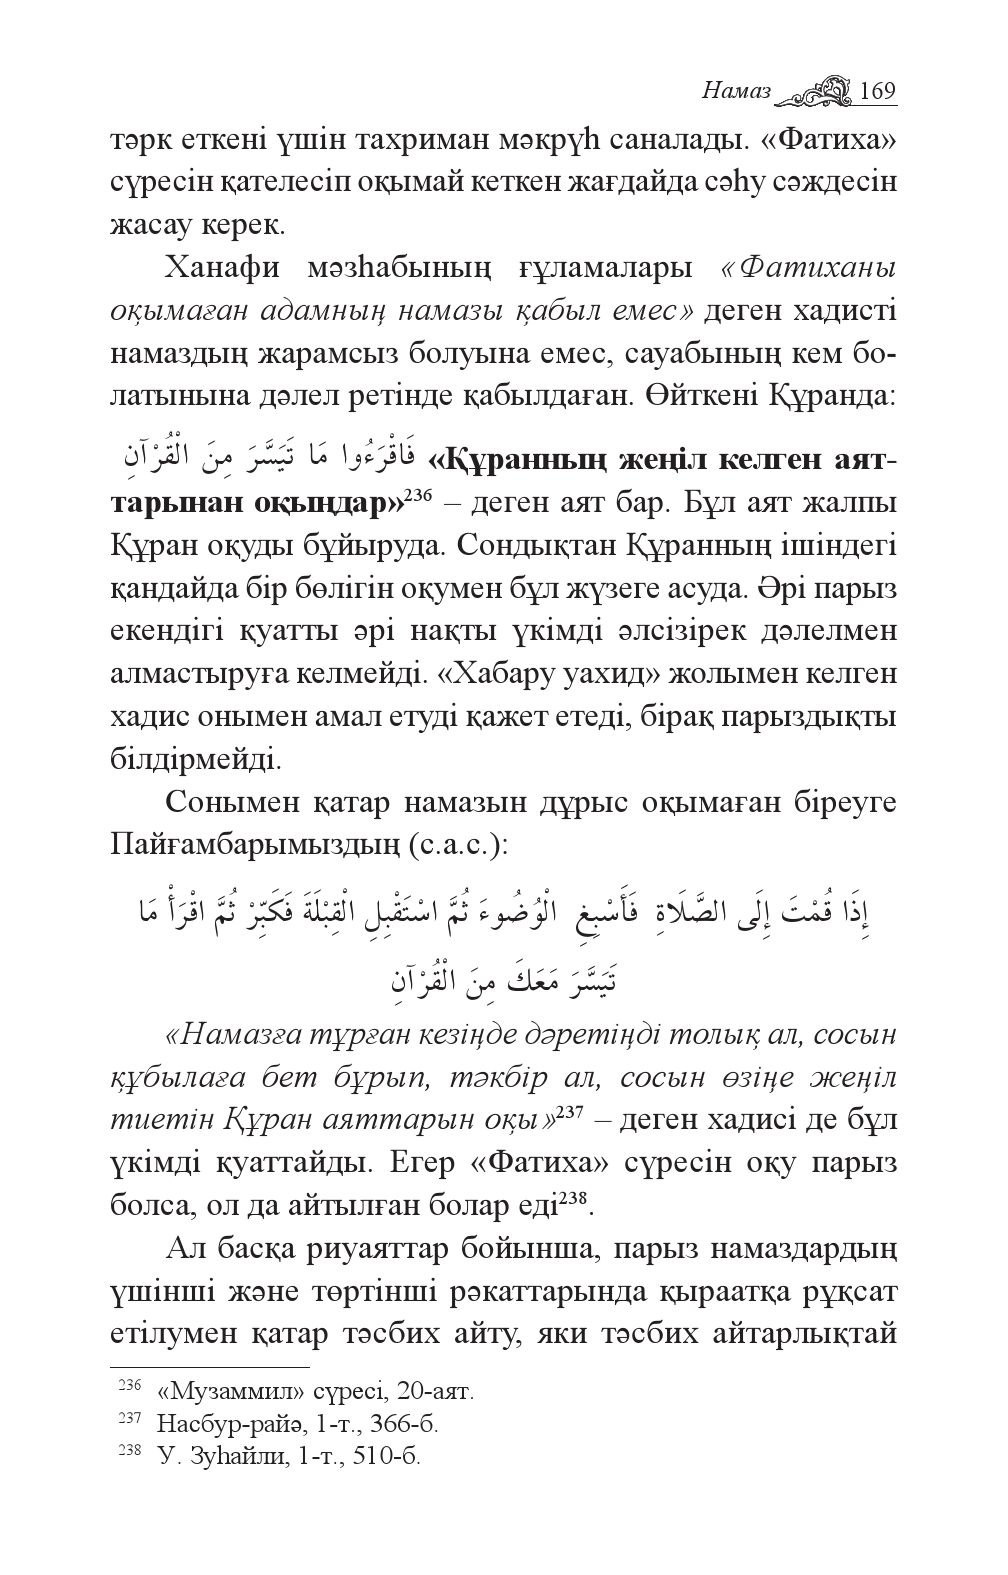 Намаз 169
тәрк еткені үшін тахриман мәкрүһ саналады. «Фатиха»
сүресін қателесіп оқымай кеткен жағдайда сәһу сәждесін
жасау керек.
Ханафи мәзһабының ғұламалары «Фатиханы
оқымаған адамның намазы қабыл емес» деген хадисті
намаздың жарамсыз болуына емес, сауабының кем бо-
латынына дәлел ретінде қабылдаған. Өйткені Құранда:
فَاقْرَءُوا مَا تَيَسَّرَ مِنَ الْقُرْآنِ «Құранның жеңіл келген аят-
тарынан оқыңдар»236 – деген аят бар. Бұл аят жалпы
Құран оқуды бұйыруда. Сондықтан Құранның ішіндегі
қандайда бір бөлігін оқумен бұл жүзеге асуда. Әрі парыз
екендігі қуатты әрі нақты үкімді әлсізірек дәлелмен
алмастыруға келмейді. «Хабару уахид» жолымен келген
хадис онымен амал етуді қажет етеді, бірақ парыздықты
білдірмейді.
Сонымен қатар намазын дұрыс оқымаған біреуге
Пайғамбарымыздың (с.а.с.):
إِذَا قُمْتَ إِلَى الصَّلَاةِ فَأَسْبِغِ الْوُضُوءَ ثُمَّ اسْتَقْبِلِ الْقِبْلَةَ فَكَبِّرْ ثُمَّ اقْرَأْ مَا
تَيَسَّرَ مَعَكَ مِنَ الْقُرْآنِ
«Намазға тұрған кезіңде дәретіңді толық ал, сосын
құбылаға бет бұрып, тәкбір ал, сосын өзіңе жеңіл
тиетін Құран аяттарын оқы»237 – деген хадисі де бұл
үкімді қуаттайды. Егер «Фатиха» сүресін оқу парыз
болса, ол да айтылған болар еді238.
Ал басқа риуаяттар бойынша, парыз намаздардың
үшінші және төртінші рәкаттарында қыраатқа рұқсат
етілумен қатар тәсбих айту, яки тәсбих айтарлықтай
236 «Музаммил» сүресі, 20-аят.
237 Насбур-райә, 1-т., 366-б.
238 У. Зуһайли, 1-т., 510-б.